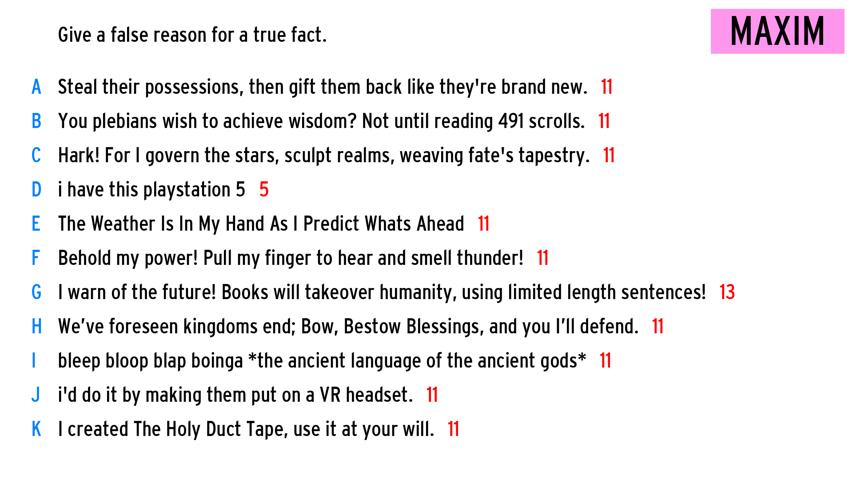 Give a false reason for a true fact.
MAXIM
A Steal their possessions, then gift them back like they're brand new. 11
B You plebians wish to achieve wisdom? Not until reading 491 scrolls. 11
C Hark! For I govern the stars, sculpt realms, weaving fate's tapestry. 11
D i have this playstation 5 5
E The Weather Is In My Hand As I Predict Whats Ahead 11
F Behold my power! Pull my finger to hear and smell thunder! 11
G I warn of the future! Books will takeover humanity, using limited length sentences! 13
H We’ve foreseen kingdoms end; Bow, Bestow Blessings, and you I’ll defend. 11
I bleep bloop blap boinga *the ancient language of the ancient gods* 11
J i'd do it by making them put on a VR headset. 11
K I created The Holy Duct Tape, use it at your will. 11